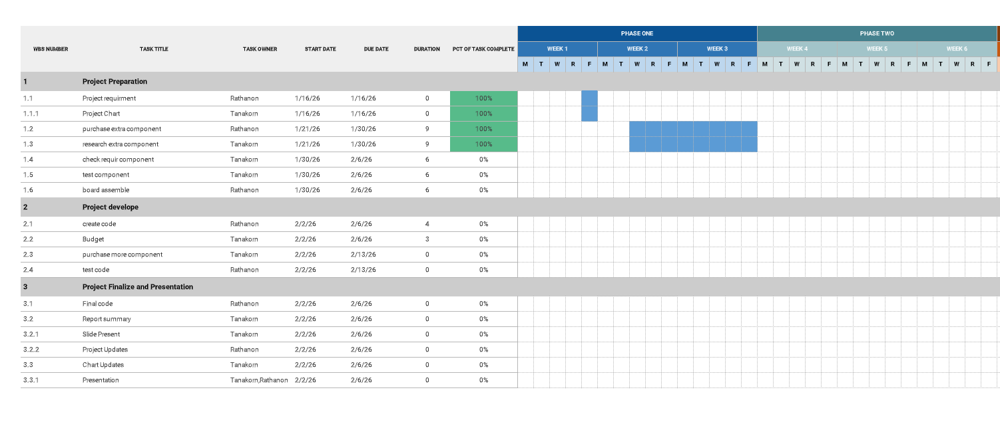 PHASE ONE PHASE TWO
WBS NUMBER TASK TITLE TASK OWNER START DATE DUE DATE DURATION PCT OF TASK COMPLETE WEEK 1 WEEK 2 WEEK 3 WEEK 4 WEEK 5 WEEK 6
M T W R F M T W R F M T W R F M T W R F M T W R F M T W R F
1 Project Preparation
1.1 Project requirment Rathanon 1/16/26 1/16/26 0 100%
1.1.1 Project Chart Tanakorn 1/16/26 1/16/26 0 100%
1.2 purchase extra component Rathanon 1/21/26 1/30/26 9 100%
1.3 research extra component Tanakorn 1/21/26 1/30/26 9 100%
1.4 check requir component Tanakorn 1/30/26 2/6/26 6 0%
1.5 test component Tanakorn 1/30/26 2/6/26 6 0%
1.6 board assemble Rathanon 1/30/26 2/6/26 6 0%
2 Project develope
2.1 create code Rathanon 2/2/26 2/6/26 4 0%
2.2 Budget Tanakorn 2/2/26 2/6/26 3 0%
2.3 purchase more component Tanakorn 2/2/26 2/13/26 0 0%
2.4 test code Rathanon 2/2/26 2/13/26 0 0%
3 Project Finalize and Presentation
3.1 Final code Rathanon 2/2/26 2/6/26 0 0%
3.2 Report summary Tanakorn 2/2/26 2/6/26 0 0%
3.2.1 Slide Present Tanakorn 2/2/26 2/6/26 0 0%
3.2.2 Project Updates Rathanon 2/2/26 2/6/26 0 0%
3.3 Chart Updates Tanakorn 2/2/26 2/6/26 0 0%
3.3.1 Presentation Tanakorn,Rathanon 2/2/26 2/6/26 0 0%